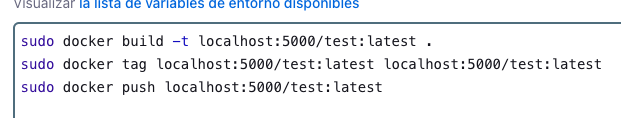 Visualizar la lista de variables de entorno disponibles
sudo docker build -t localhost:5000/test:latest .
sudo docker tag localhost:5000/test:latest localhost:5000/test:latest
sudo docker push localhost:5000/test:latest